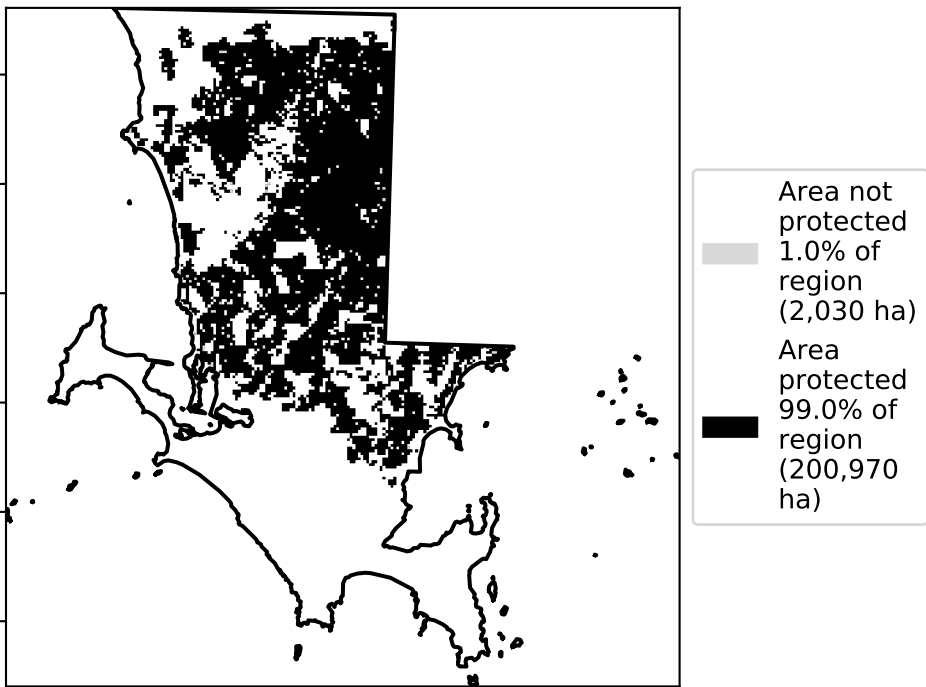 Area not
protected
1.0% of
region
(2,030 ha)
Area
protected
99.0% of
region
(200,970
ha)